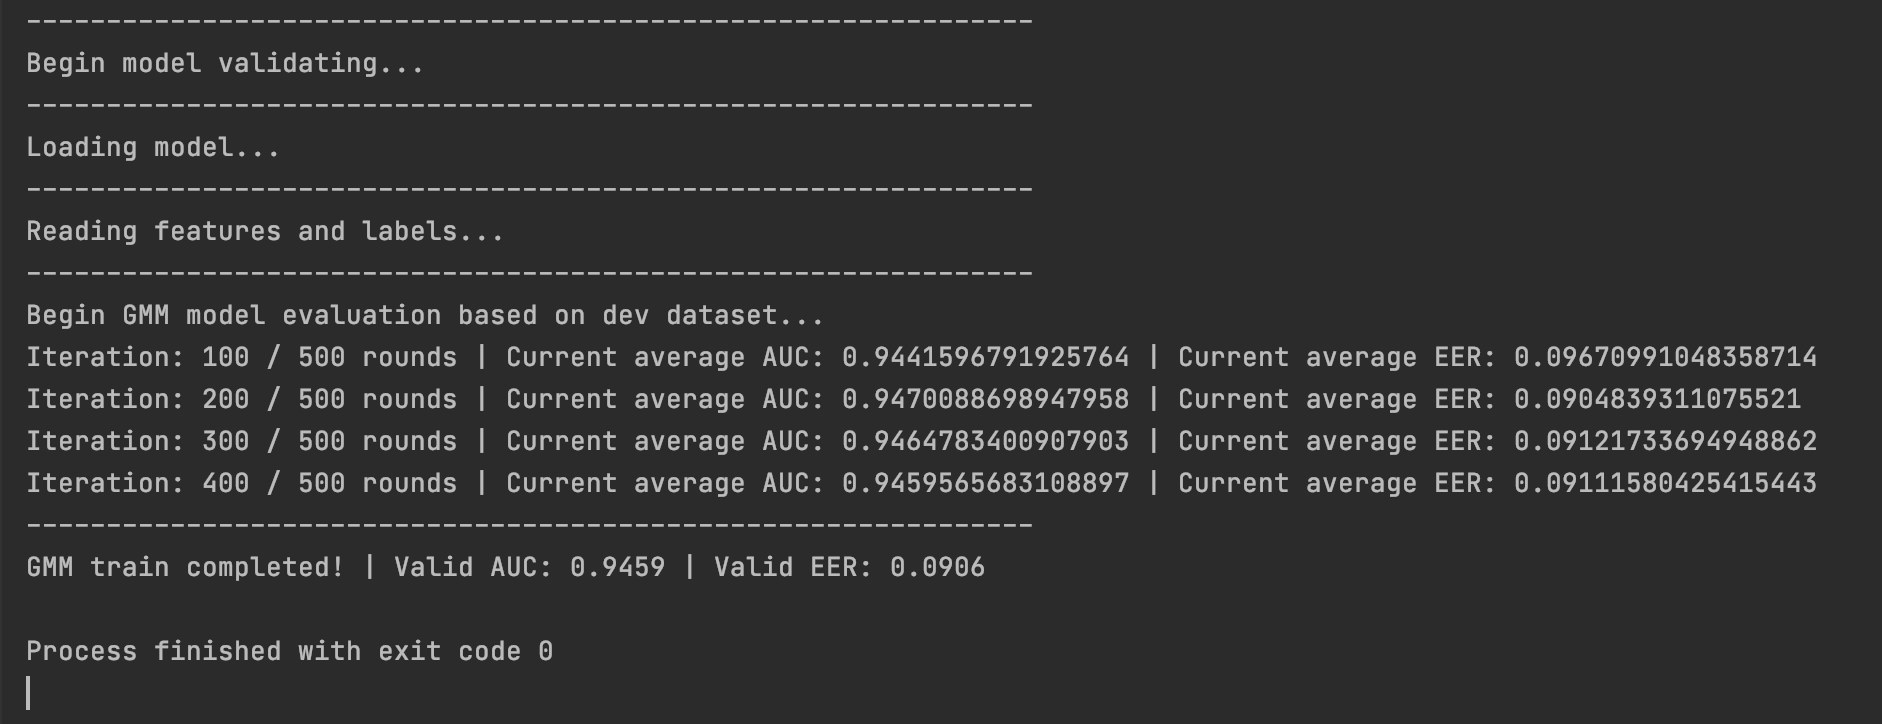 ---------------------------------------------------------------
Begin model validating...
---------------------------------------------------------------
Loading model...
---------------------------------------------------------------
Reading features and labels...
---------------------------------------------------------------
Begin GMM model evaluation based on dev dataset...
Iteration: 100 / 500 rounds | Current average AUC: 0.9441596791925764 | Current average EER: 0.09670991048358714
Iteration: 200 / 500 rounds | Current average AUC: 0.9470088698947958 | Current average EER: 0.0904839311075521
Iteration: 300 / 500 rounds | Current average AUC: 0.9464783400907903 | Current average EER: 0.09121733694948862
Iteration: 400 / 500 rounds | Current average AUC: 0.9459565683108897 | Current average EER: 0.09111580425415443
---------------------------------------------------------------
GMM train completed! | Valid AUC: 0.9459 | Valid EER: 0.0906
Process finished with exit code 0